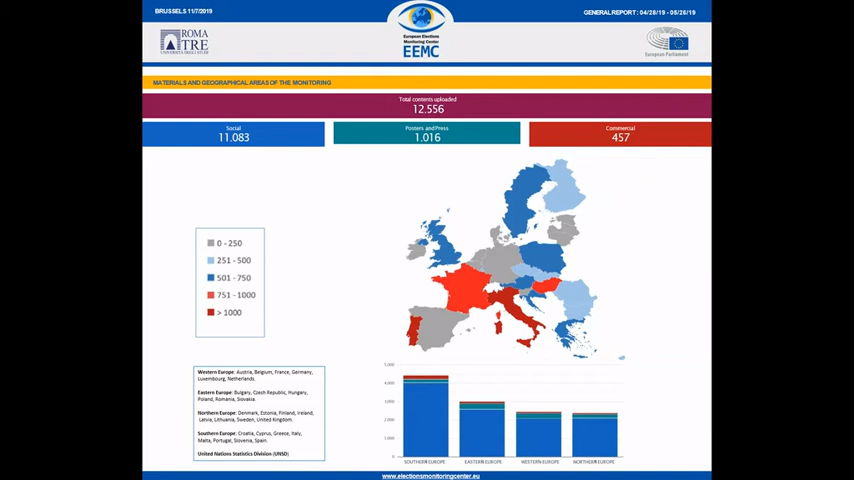 BRUSSELS 11/7/2019
GENERAL REPORT : 04/28/19 - 05/26/19
ROMA
TRE
UNIVERSITÀ DEGLI STUDI
European Elections
Monitoring Center
EEMC
European Parliament
MATERIALS AND GEOGRAPHICAL AREAS OF THE MONITORING
Total contents uploaded
12.556
Social
11.083
Posters and Press
1.016
Commercial
457
0 - 250
251 - 500
501 - 750
751 - 1000
> 1000
Western Europe: Austria, Belgium, France, Germany,
Luxembourg, Netherlands.
Eastern Europe: Bulgary, Czech Republic, Hungary,
Poland, Romania, Slovakia.
Northern Europe: Denmark, Estonia, Finland, Ireland,
Latvia, Lithuania, Sweden, United Kingdom.
Southern Europe: Croatia, Cyprus, Greece, Italy,
Malta, Portugal, Slovenia, Spain.
United Nations Statistics Division (UNSD)
5,000
4,000
3,000
2,000
1,000
0
SOUTHERN EUROPE
EASTERN EUROPE
WESTERN EUROPE
NORTHERN EUROPE
www.electionsmonitoringcenter.eu